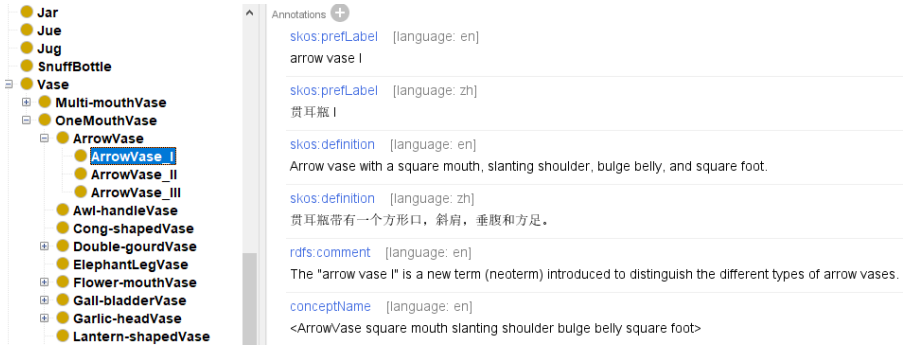 Jar
Jue
Jug
SnuffBottle
Vase
Multi-mouthVase
OneMouthVase
ArrowVase
ArrowVase_I
ArrowVase_II
ArrowVase_III
Awl-handleVase
Cong-shapedVase
Double-gourdVase
ElephantLegVase
Flower-mouthVase
Gall-bladderVase
Garlic-headVase
Lantern-shapedVase
Annotations
skos:prefLabel [language: en]
arrow vase I
skos:prefLabel [language: zh]
贯耳瓶 I
skos:definition [language: en]
Arrow vase with a square mouth, slanting shoulder, bulge belly, and square foot.
skos:definition [language: zh]
贯耳瓶带有一个方形口，斜肩，垂腹和方足。
rdfs:comment [language: en]
The "arrow vase I" is a new term (neoterm) introduced to distinguish the different types of arrow vases.
conceptName [language: en]
<ArrowVase square mouth slanting shoulder bulge belly square foot>